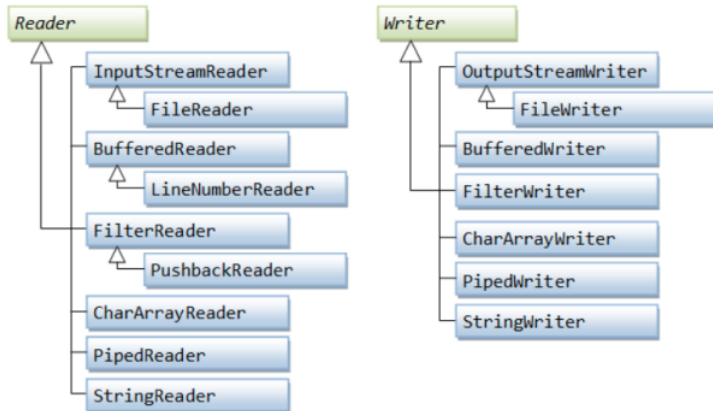 Reader
InputStreamReader
FileReader
BufferedReader
LineNumberReader
FilterReader
PushbackReader
CharArrayReader
PipedReader
StringReader
Writer
OutputStreamWriter
FileWriter
BufferedWriter
FilterWriter
CharArrayWriter
PipedWriter
StringWriter